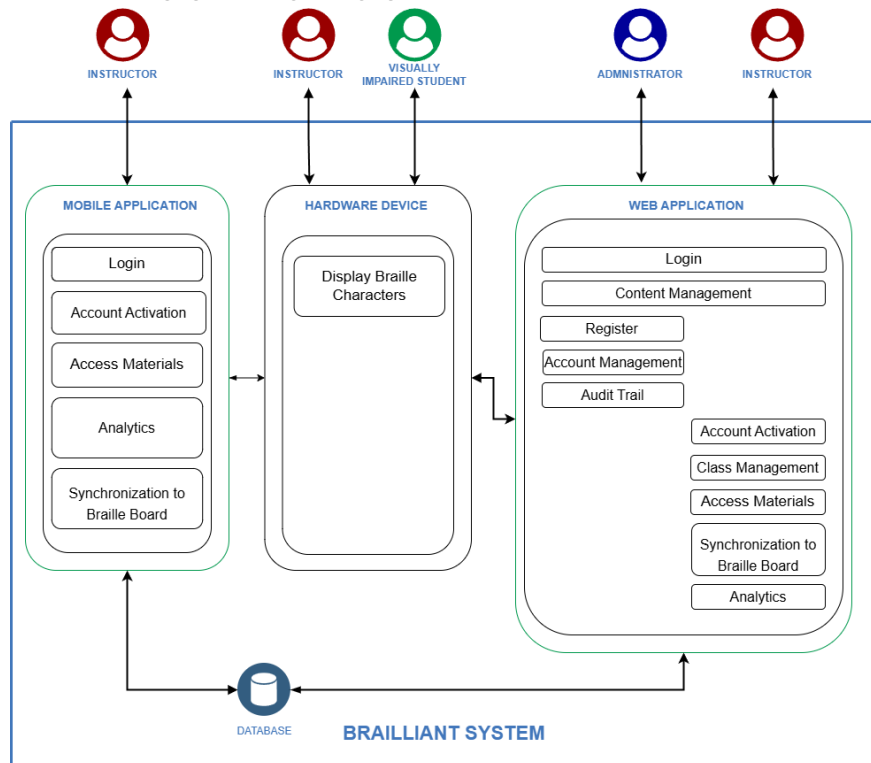 INSTRUCTOR
INSTRUCTOR
VISUALLY
IMPAIRED STUDENT
ADMNISTRATOR
INSTRUCTOR
MOBILE APPLICATION
Login
Account Activation
Access Materials
Analytics
Synchronization to
Braille Board
HARDWARE DEVICE
Display Braille
Characters
WEB APPLICATION
Login
Content Management
Register
Account Management
Audit Trail
Account Activation
Class Management
Access Materials
Synchronization to
Braille Board
Analytics
DATABASE
BRAILLIANT SYSTEM